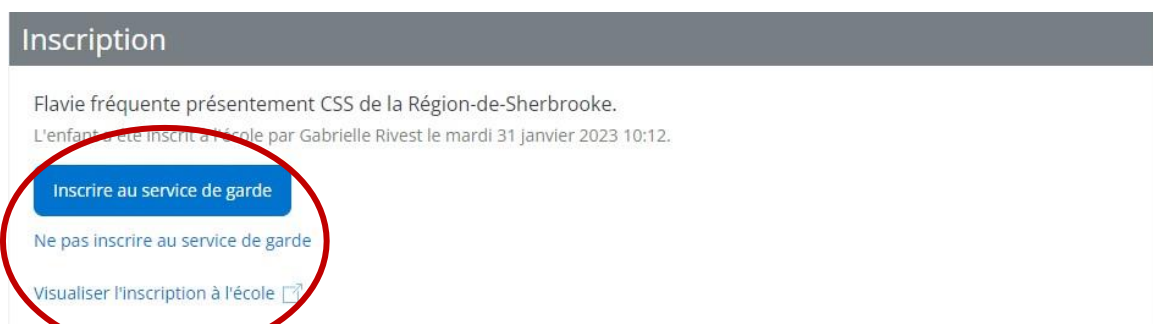 Inscription
Flavie fréquente présentement CSS de la Région-de-Sherbrooke.
L'enfant a été inscrit à l'école par Gabrielle Rivest le mardi 31 janvier 2023 10:12.
Inscrire au service de garde
Ne pas inscrire au service de garde
Visualiser l'inscription à l'école